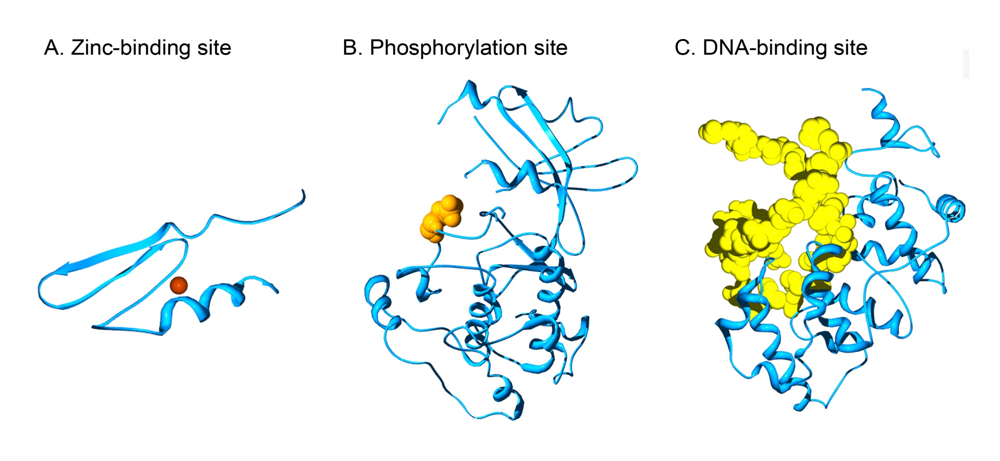 A. Zinc-binding site
B. Phosphorylation site
C. DNA-binding site